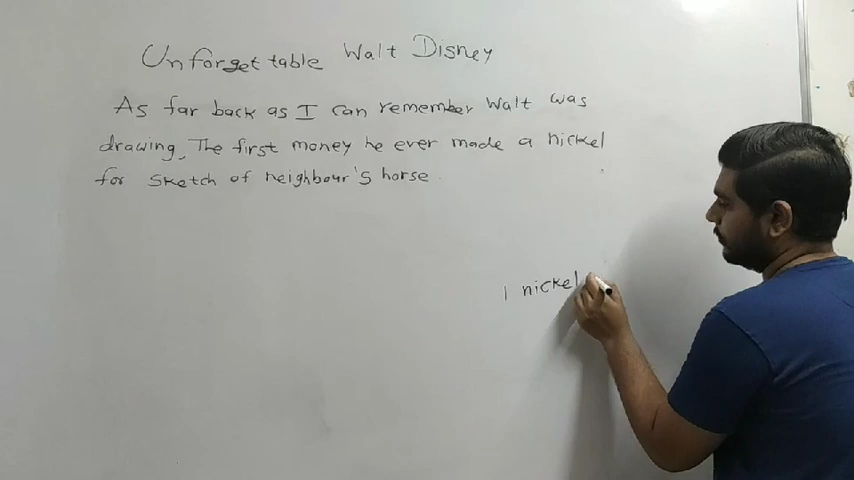 Unforgettable Walt Disney
As far back as I can remember Walt was
drawing, The first money he ever made a nickel
for sketch of neighbour's horse.
1 nickel